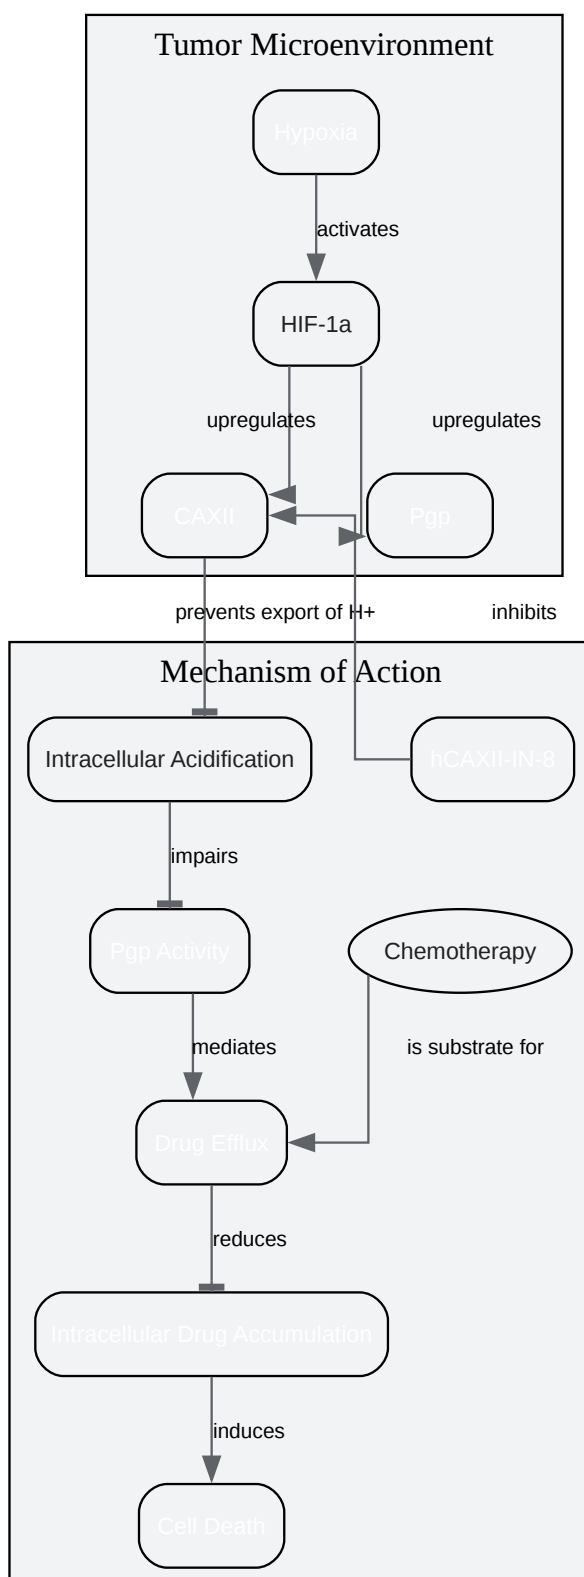 Tumor Microenvironment
Hypoxia
activates
HIF-1a
upregulates
upregulates
CAXII
Pgp
prevents export of H+
inhibits
Mechanism of Action
Intracellular Acidification
hCAXII-IN-8
impairs
Pgp Activity
Chemotherapy
mediates
is substrate for
Drug Efflux
reduces
Intracellular Drug Accumulation
induces
Cell Death